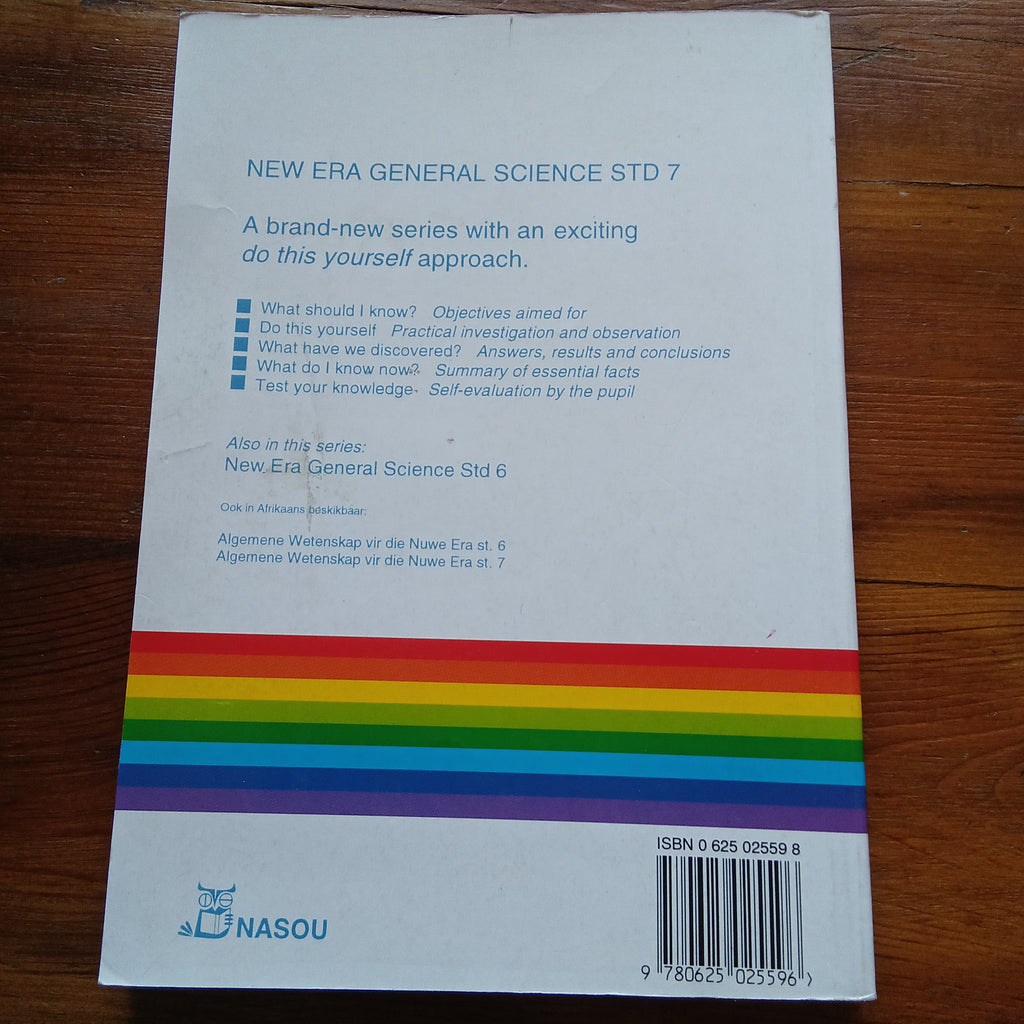 NEW ERA GENERAL SCIENCE STD 7
A brand-new series with an exciting
do this yourself approach.
What should I know? Objectives aimed for
Do this yourself Practical investigation and observation
What have we discovered? Answers, results and conclusions
What do I know now? Summary of essential facts
Test your knowledge Self-evaluation by the pupil
Also in this series:
New Era General Science Std 6
Ook in Afrikaans beskikbaar:
Algemene Wetenskap vir die Nuwe Era st. 6
Algemene Wetenskap vir die Nuwe Era st. 7
ISBN 0 625 02559 8
NASOU
9 780625 025596 >